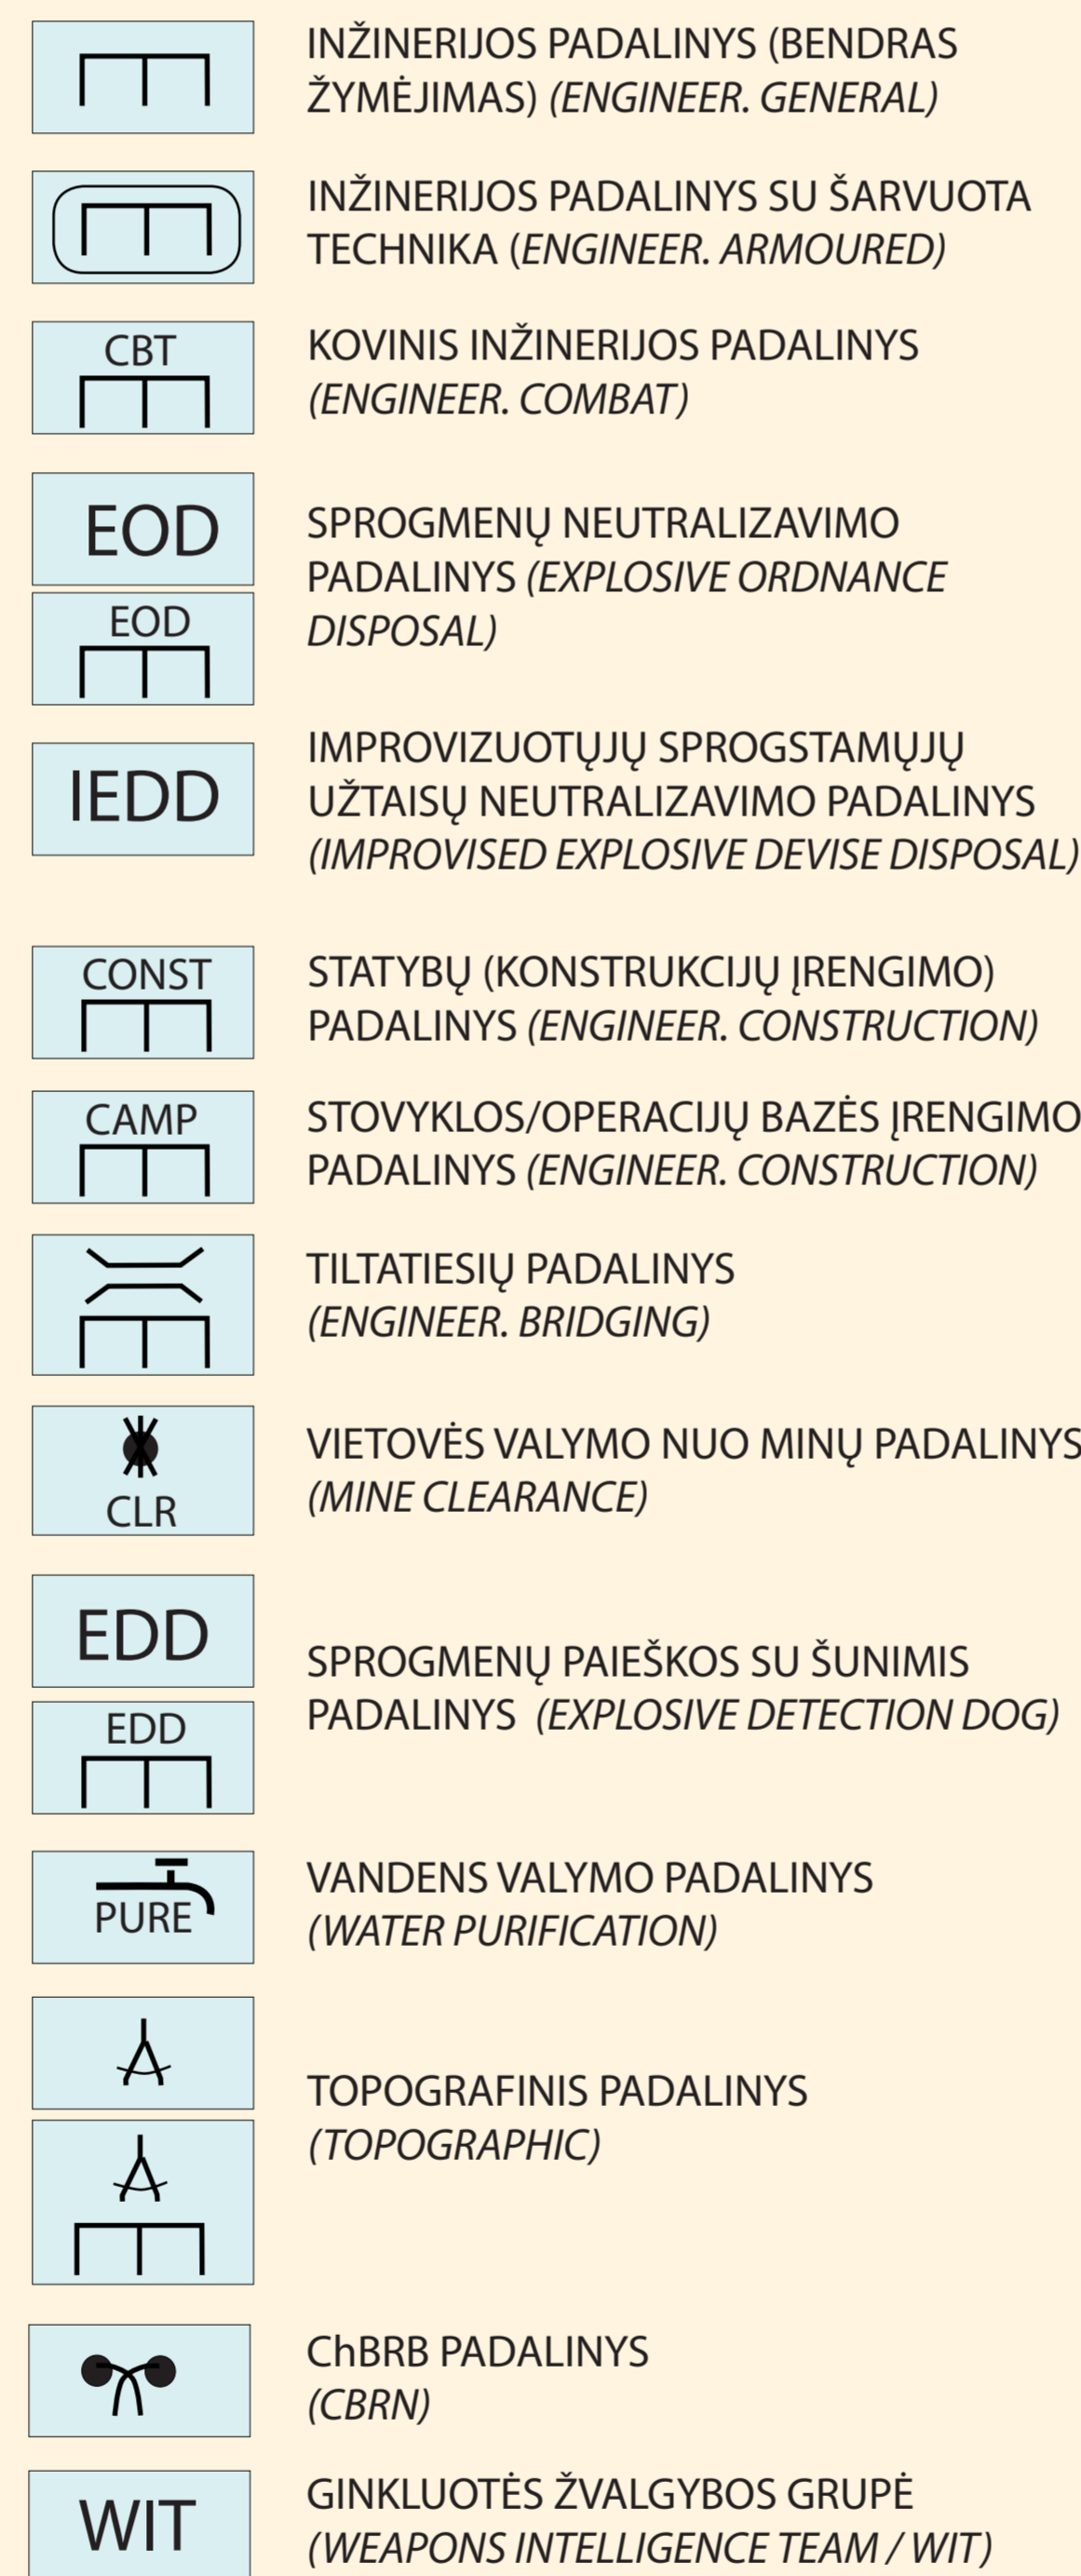 INŽINERIJOS PADALINYS (BENDRAS
ŽYMĖJIMAS) (ENGINEER. GENERAL)
INŽINERIJOS PADALINYS SU ŠARVUOTA
TECHNIKA (ENGINEER. ARMOURED)
CBT
KOVINIS INŽINERIJOS PADALINYS
(ENGINEER. COMBAT)
EOD
EOD
SPROGMENŲ NEUTRALIZAVIMO
PADALINYS (EXPLOSIVE ORDNANCE
DISPOSAL)
IEDD
IMPROVIZUOTŲJŲ SPROGSTAMŲJŲ
UŽTAISŲ NEUTRALIZAVIMO PADALINYS
(IMPROVISED EXPLOSIVE DEVISE DISPOSAL)
CONST
STATYBŲ (KONSTRUKCIJŲ ĮRENGIMO)
PADALINYS (ENGINEER. CONSTRUCTION)
CAMP
STOVYKLOS/OPERACIJŲ BAZĖS ĮRENGIMO
PADALINYS (ENGINEER. CONSTRUCTION)
TILTATIESIŲ PADALINYS
(ENGINEER. BRIDGING)
CLR
VIETOVĖS VALYMO NUO MINŲ PADALINYS
(MINE CLEARANCE)
EDD
EDD
SPROGMENŲ PAIEŠKOS SU ŠUNIMIS
PADALINYS (EXPLOSIVE DETECTION DOG)
PURE
VANDENS VALYMO PADALINYS
(WATER PURIFICATION)
TOPOGRAFINIS PADALINYS
(TOPOGRAPHIC)
ChBRB PADALINYS
(CBRN)
WIT
GINKLUOTĖS ŽVALGYBOS GRUPĖ
(WEAPONS INTELLIGENCE TEAM / WIT)